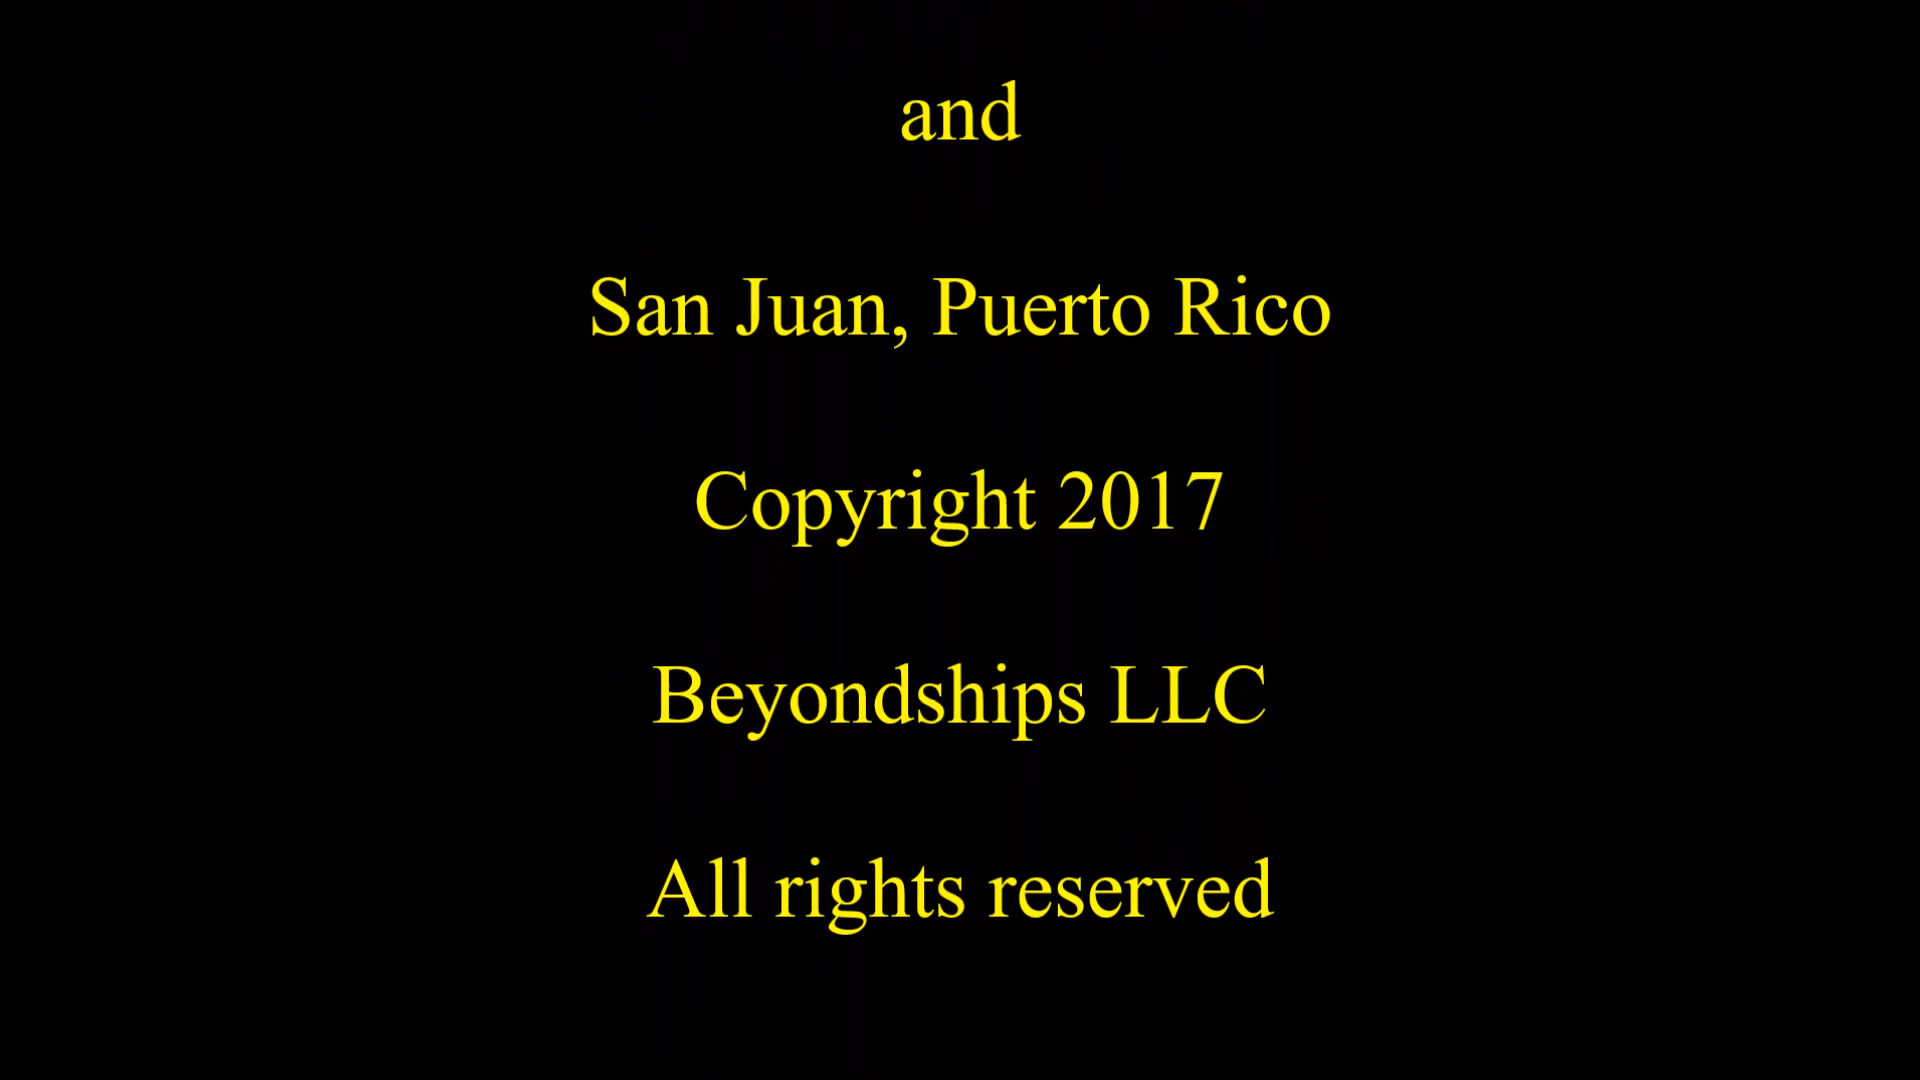 and
San Juan, Puerto Rico
Copyright 2017
Beyondships LLC
All rights reserved